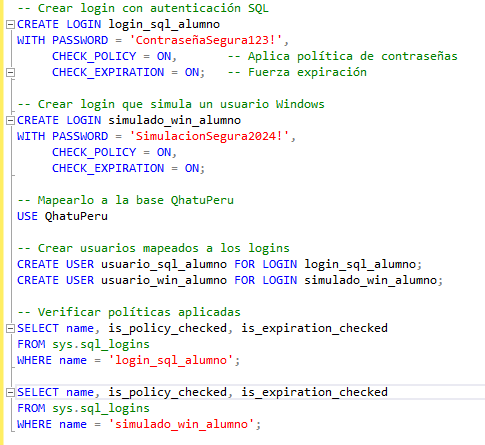 -- Crear login con autenticación SQL
CREATE LOGIN login_sql_alumno
WITH PASSWORD = 'ContraseñaSegura123!',
CHECK_POLICY = ON,       -- Aplica política de contraseñas
CHECK_EXPIRATION = ON;   -- Fuerza expiración
-- Crear login que simula un usuario Windows
CREATE LOGIN simulado_win_alumno
WITH PASSWORD = 'SimulacionSegura2024!',
CHECK_POLICY = ON,
CHECK_EXPIRATION = ON;
-- Mapearlo a la base QhatuPeru
USE QhatuPeru
-- Crear usuarios mapeados a los logins
CREATE USER usuario_sql_alumno FOR LOGIN login_sql_alumno;
CREATE USER usuario_win_alumno FOR LOGIN simulado_win_alumno;
-- Verificar políticas aplicadas
SELECT name, is_policy_checked, is_expiration_checked
FROM sys.sql_logins
WHERE name = 'login_sql_alumno';
SELECT name, is_policy_checked, is_expiration_checked
FROM sys.sql_logins
WHERE name = 'simulado_win_alumno';